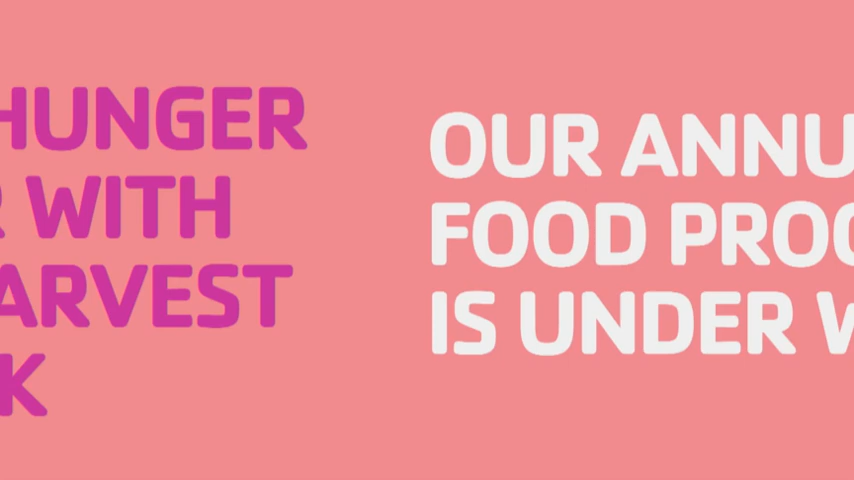 HUNGER
R WITH
ARVEST
K
OUR ANNU
FOOD PROG
IS UNDER W